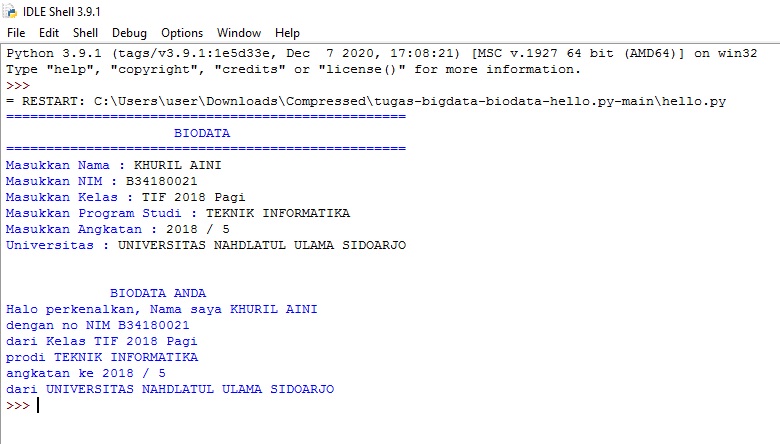 IDLE Shell 3.9.1
File Edit Shell Debug Options Window Help
Python 3.9.1 (tags/v3.9.1:1e5d33e, Dec  7 2020, 17:08:21) [MSC v.1927 64 bit (AMD64)] on win32
Type "help", "copyright", "credits" or "license()" for more information.
>>>
= RESTART: C:\Users\user\Downloads\Compressed\tugas-bigdata-biodata-hello.py-main\hello.py
==================================================
BIODATA
==================================================
Masukkan Nama : KHURIL AINI
Masukkan NIM : B34180021
Masukkan Kelas : TIF 2018 Pagi
Masukkan Program Studi : TEKNIK INFORMATIKA
Masukkan Angkatan : 2018 / 5
Universitas : UNIVERSITAS NAHDLATUL ULAMA SIDOARJO
BIODATA ANDA
Halo perkenalkan, Nama saya KHURIL AINI
dengan no NIM B34180021
dari Kelas TIF 2018 Pagi
prodi TEKNIK INFORMATIKA
angkatan ke 2018 / 5
dari UNIVERSITAS NAHDLATUL ULAMA SIDOARJO
>>>